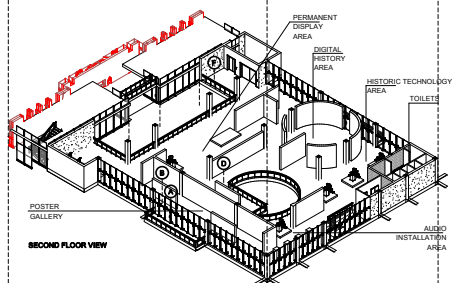 PERMANENT
DISPLAY
AREA
DIGITAL
HISTORY
AREA
HISTORIC TECHNOLOGY
AREA
TOILETS
F
D
B
A
POSTER
GALLERY
AUDIO
INSTALLATION
AREA
SECOND FLOOR VIEW